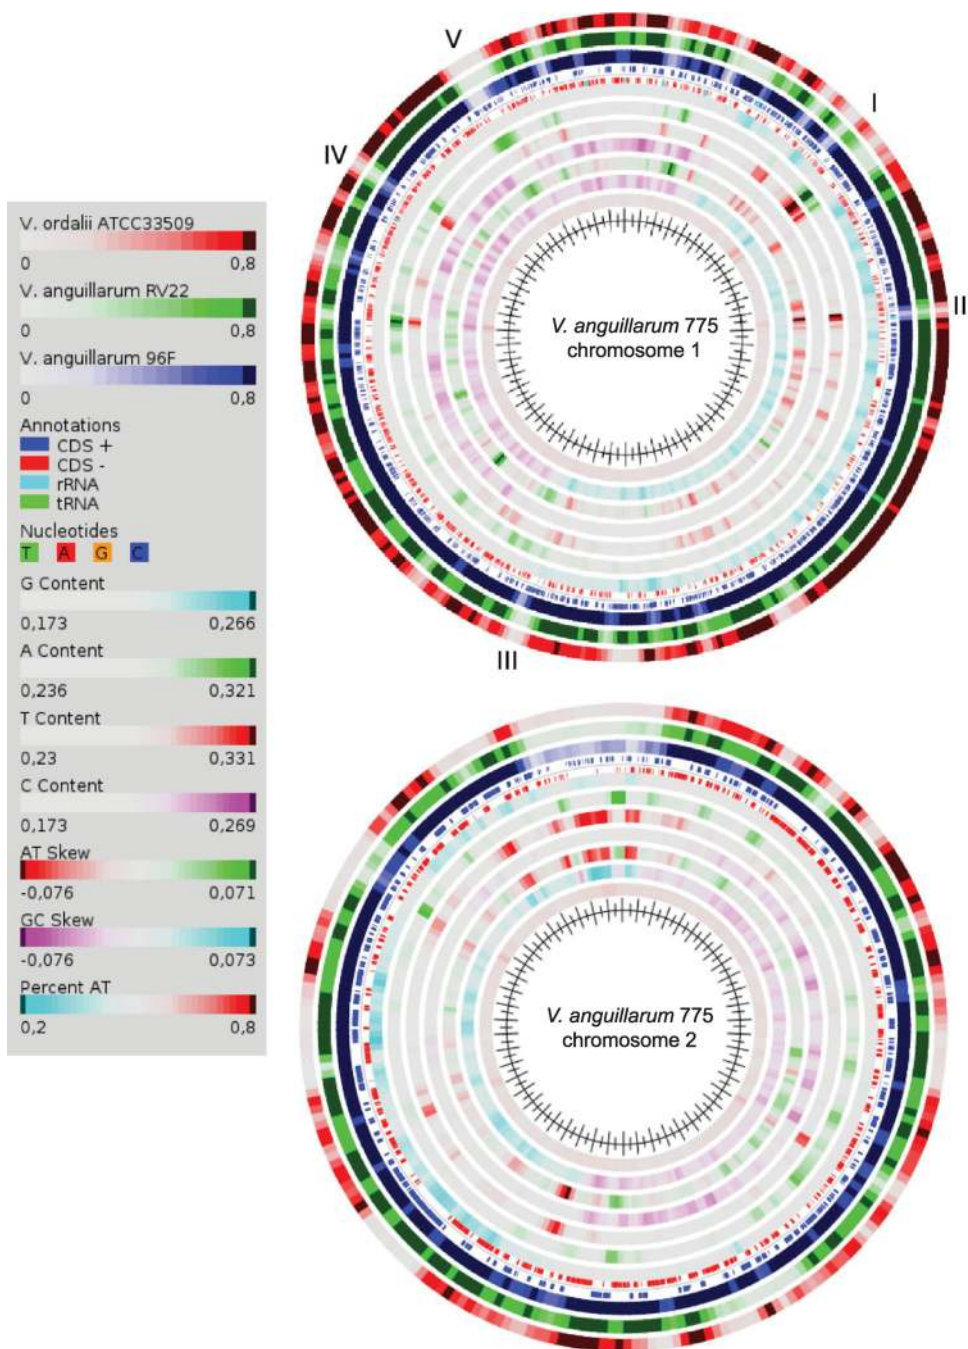 V. ordalii ATCC33509
0 0,8
V. anguillarum RV22
0 0,8
V. anguillarum 96F
0 0,8
Annotations
CDS +
CDS -
rRNA
tRNA
Nucleotides
T A G C
G Content
0,173 0,266
A Content
0,236 0,321
T Content
0,23 0,331
C Content
0,173 0,269
AT Skew
-0,076 0,071
GC Skew
-0,076 0,073
Percent AT
0,2 0,8
V
I
IV
II
III
V. anguillarum 775
chromosome 1
V. anguillarum 775
chromosome 2